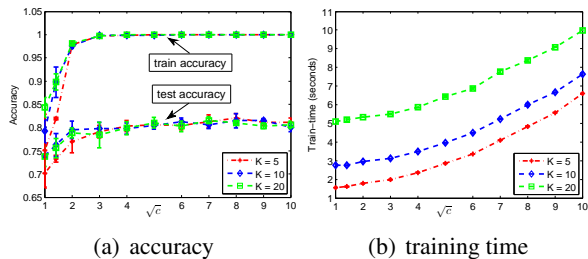 1.05
1
0.95
0.9
0.85
0.8
0.75
0.7
0.65
Accuracy
1 2 3 4 5 6 7 8 9 10
√c
train accuracy
test accuracy
K = 5
K = 10
K = 20
(a) accuracy
11
10
9
8
7
6
5
4
3
2
1
Train−time (seconds)
1 2 3 4 5 6 7 8 9 10
√c
K = 5
K = 10
K = 20
(b) training time